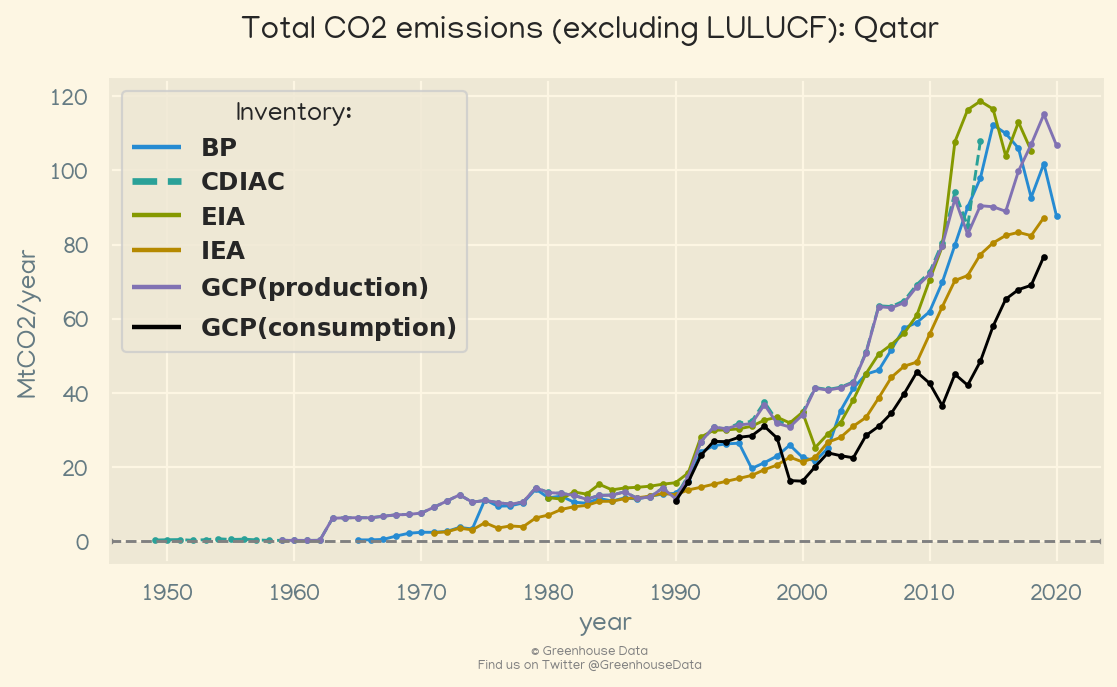 Total CO2 emissions (excluding LULUCF): Qatar
Inventory:
BP
CDIAC
EIA
IEA
GCP(production)
GCP(consumption)
MtCO2/year
120
100
80
60
40
20
0
1950 1960 1970 1980 1990 2000 2010 2020
year
© Greenhouse Data
Find us on Twitter @GreenhouseData